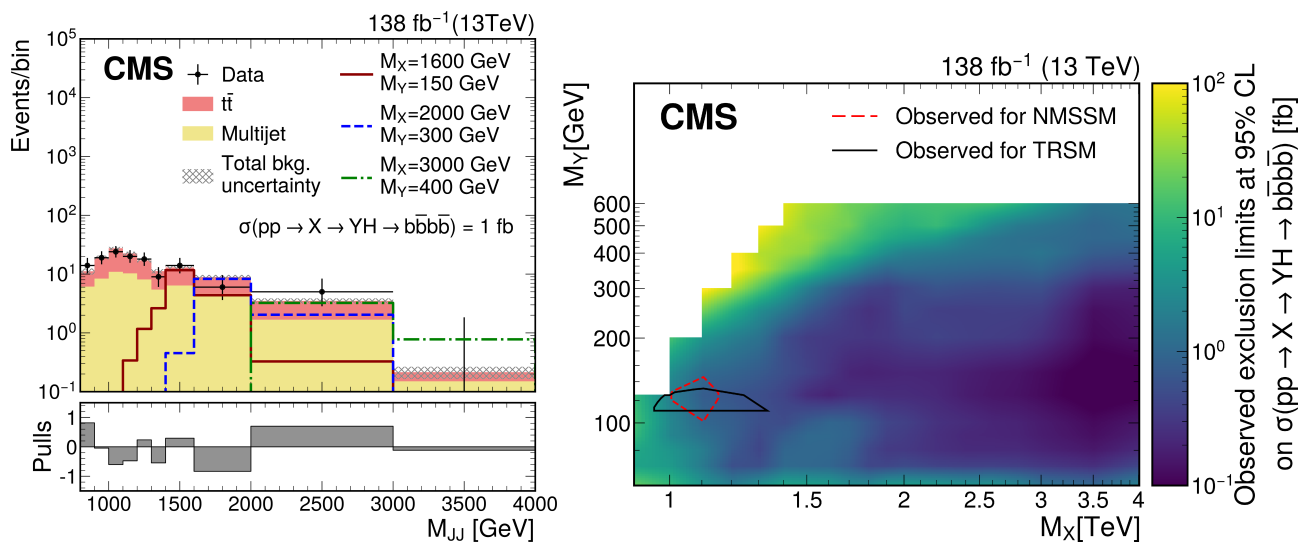 138 fb⁻¹(13TeV)
Events/bin
10⁵
10⁴
10³
10²
10
1
10⁻¹
CMS
Data
tt̄
Multijet
Total bkg.
uncertainty
M_X=1600 GeV
M_Y=150 GeV
M_X=2000 GeV
M_Y=300 GeV
M_X=3000 GeV
M_Y=400 GeV
σ(pp → X → YH → bb̄bb̄) = 1 fb
Pulls
1
0
−1
1000 1500 2000 2500 3000 3500 4000
M_JJ [GeV]
138 fb⁻¹ (13 TeV)
M_Y[GeV]
CMS
Observed for NMSSM
Observed for TRSM
600
500
400
300
200
100
1 1.5 2 2.5 3 3.5 4
M_X[TeV]
10²
10¹
10⁰
10⁻¹
Observed exclusion limits at 95% CL
on σ(pp → X → YH → bb̄bb̄) [fb]